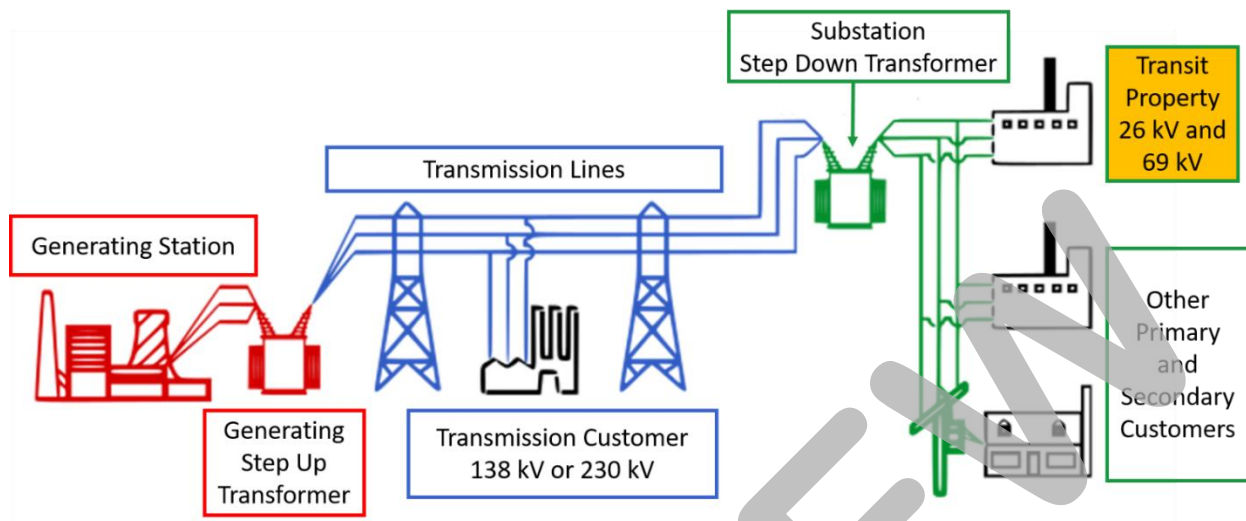 Substation
Step Down Transformer
Transit
Property
26 kV and
69 kV
Transmission Lines
Generating Station
Other
Primary
and
Secondary
Customers
Generating
Step Up
Transformer
Transmission Customer
138 kV or 230 kV
EW